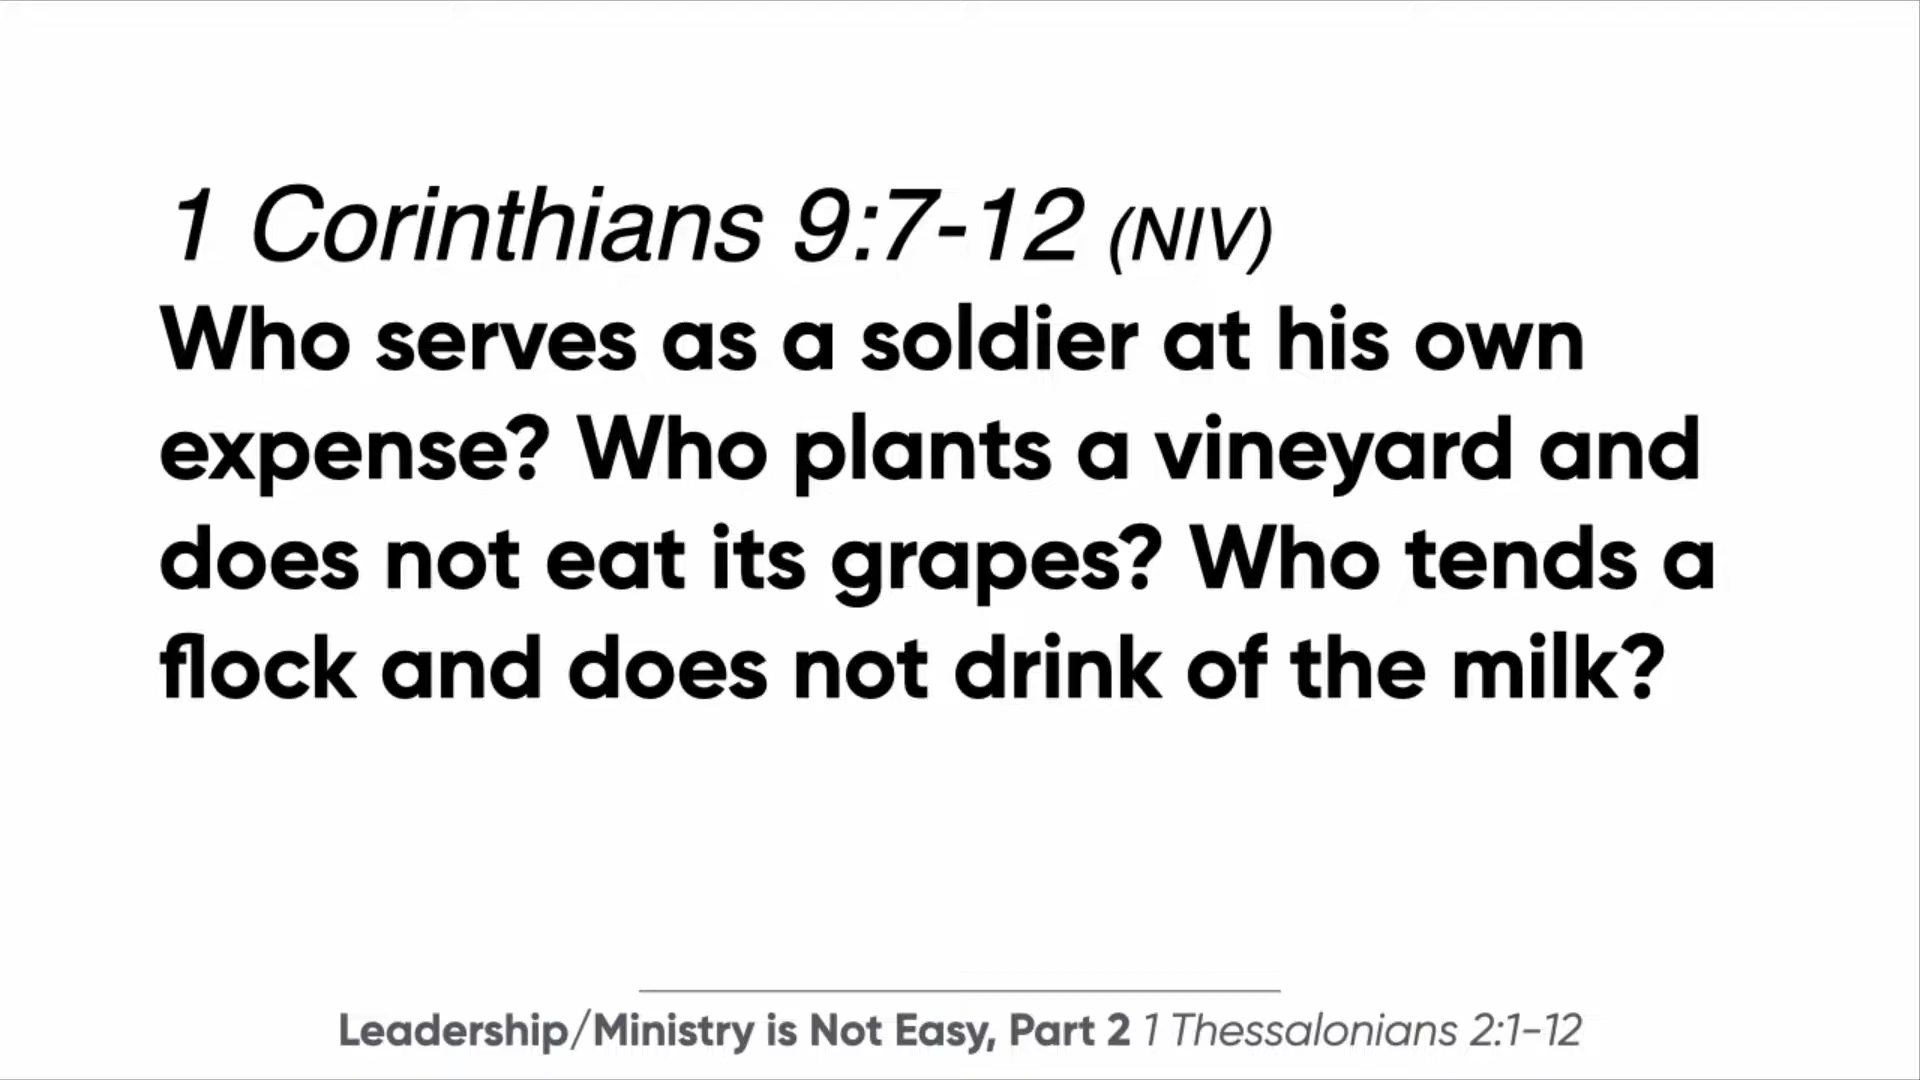 1 Corinthians 9:7-12 (NIV)
Who serves as a soldier at his own
expense? Who plants a vineyard and
does not eat its grapes? Who tends a
flock and does not drink of the milk?
Leadership/Ministry is Not Easy, Part 2 1 Thessalonians 2:1–12